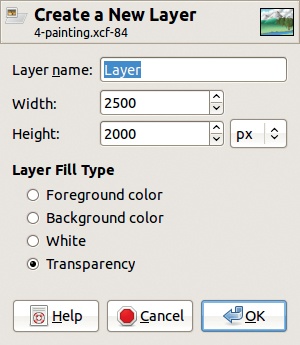 Create a New Layer
4-painting.xcf-84
Layer name: Layer
Width: 2500
Height: 2000 px
Layer Fill Type
Foreground color
Background color
White
Transparency
Help Cancel OK